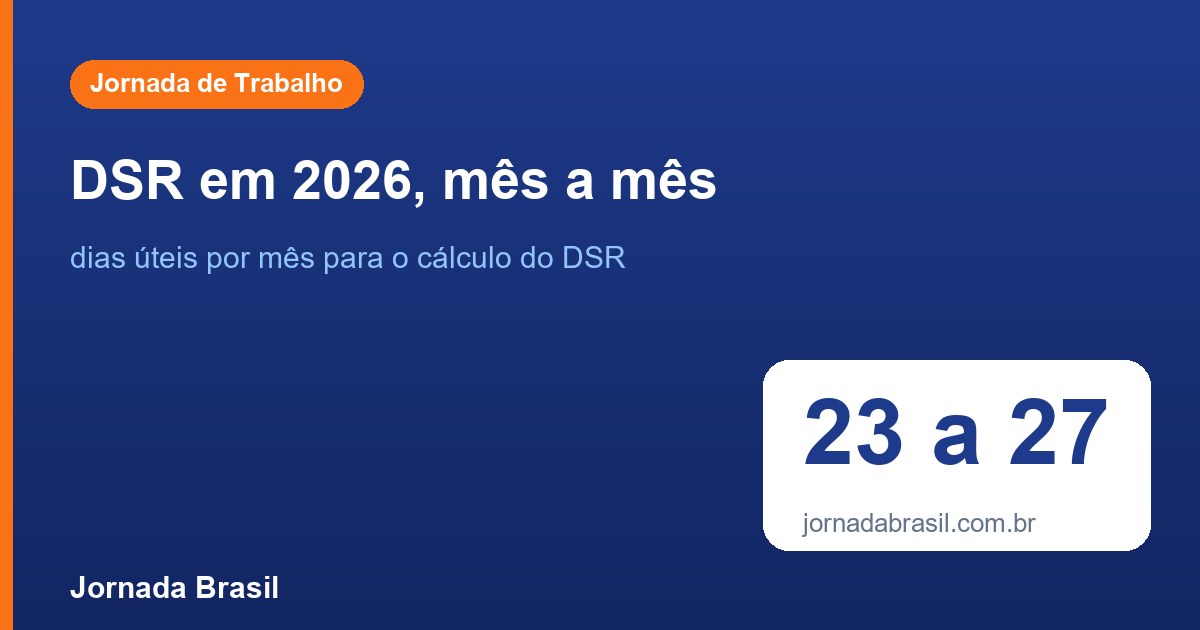 Jornada de Trabalho
DSR em 2026, mês a mês
dias úteis por mês para o cálculo do DSR
23 a 27
jornadabrasil.com.br
Jornada Brasil